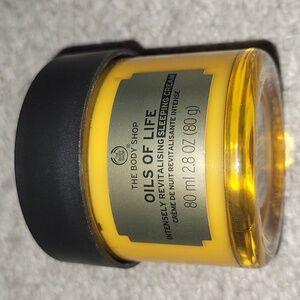 THE BODY SHOP
OILS OF LIFE
INTENSELY REVITALISING SLEEPING CREAM
CRÈME DE NUIT REVITALISANTE INTENSE
80 ml 2.8 OZ (80 g)